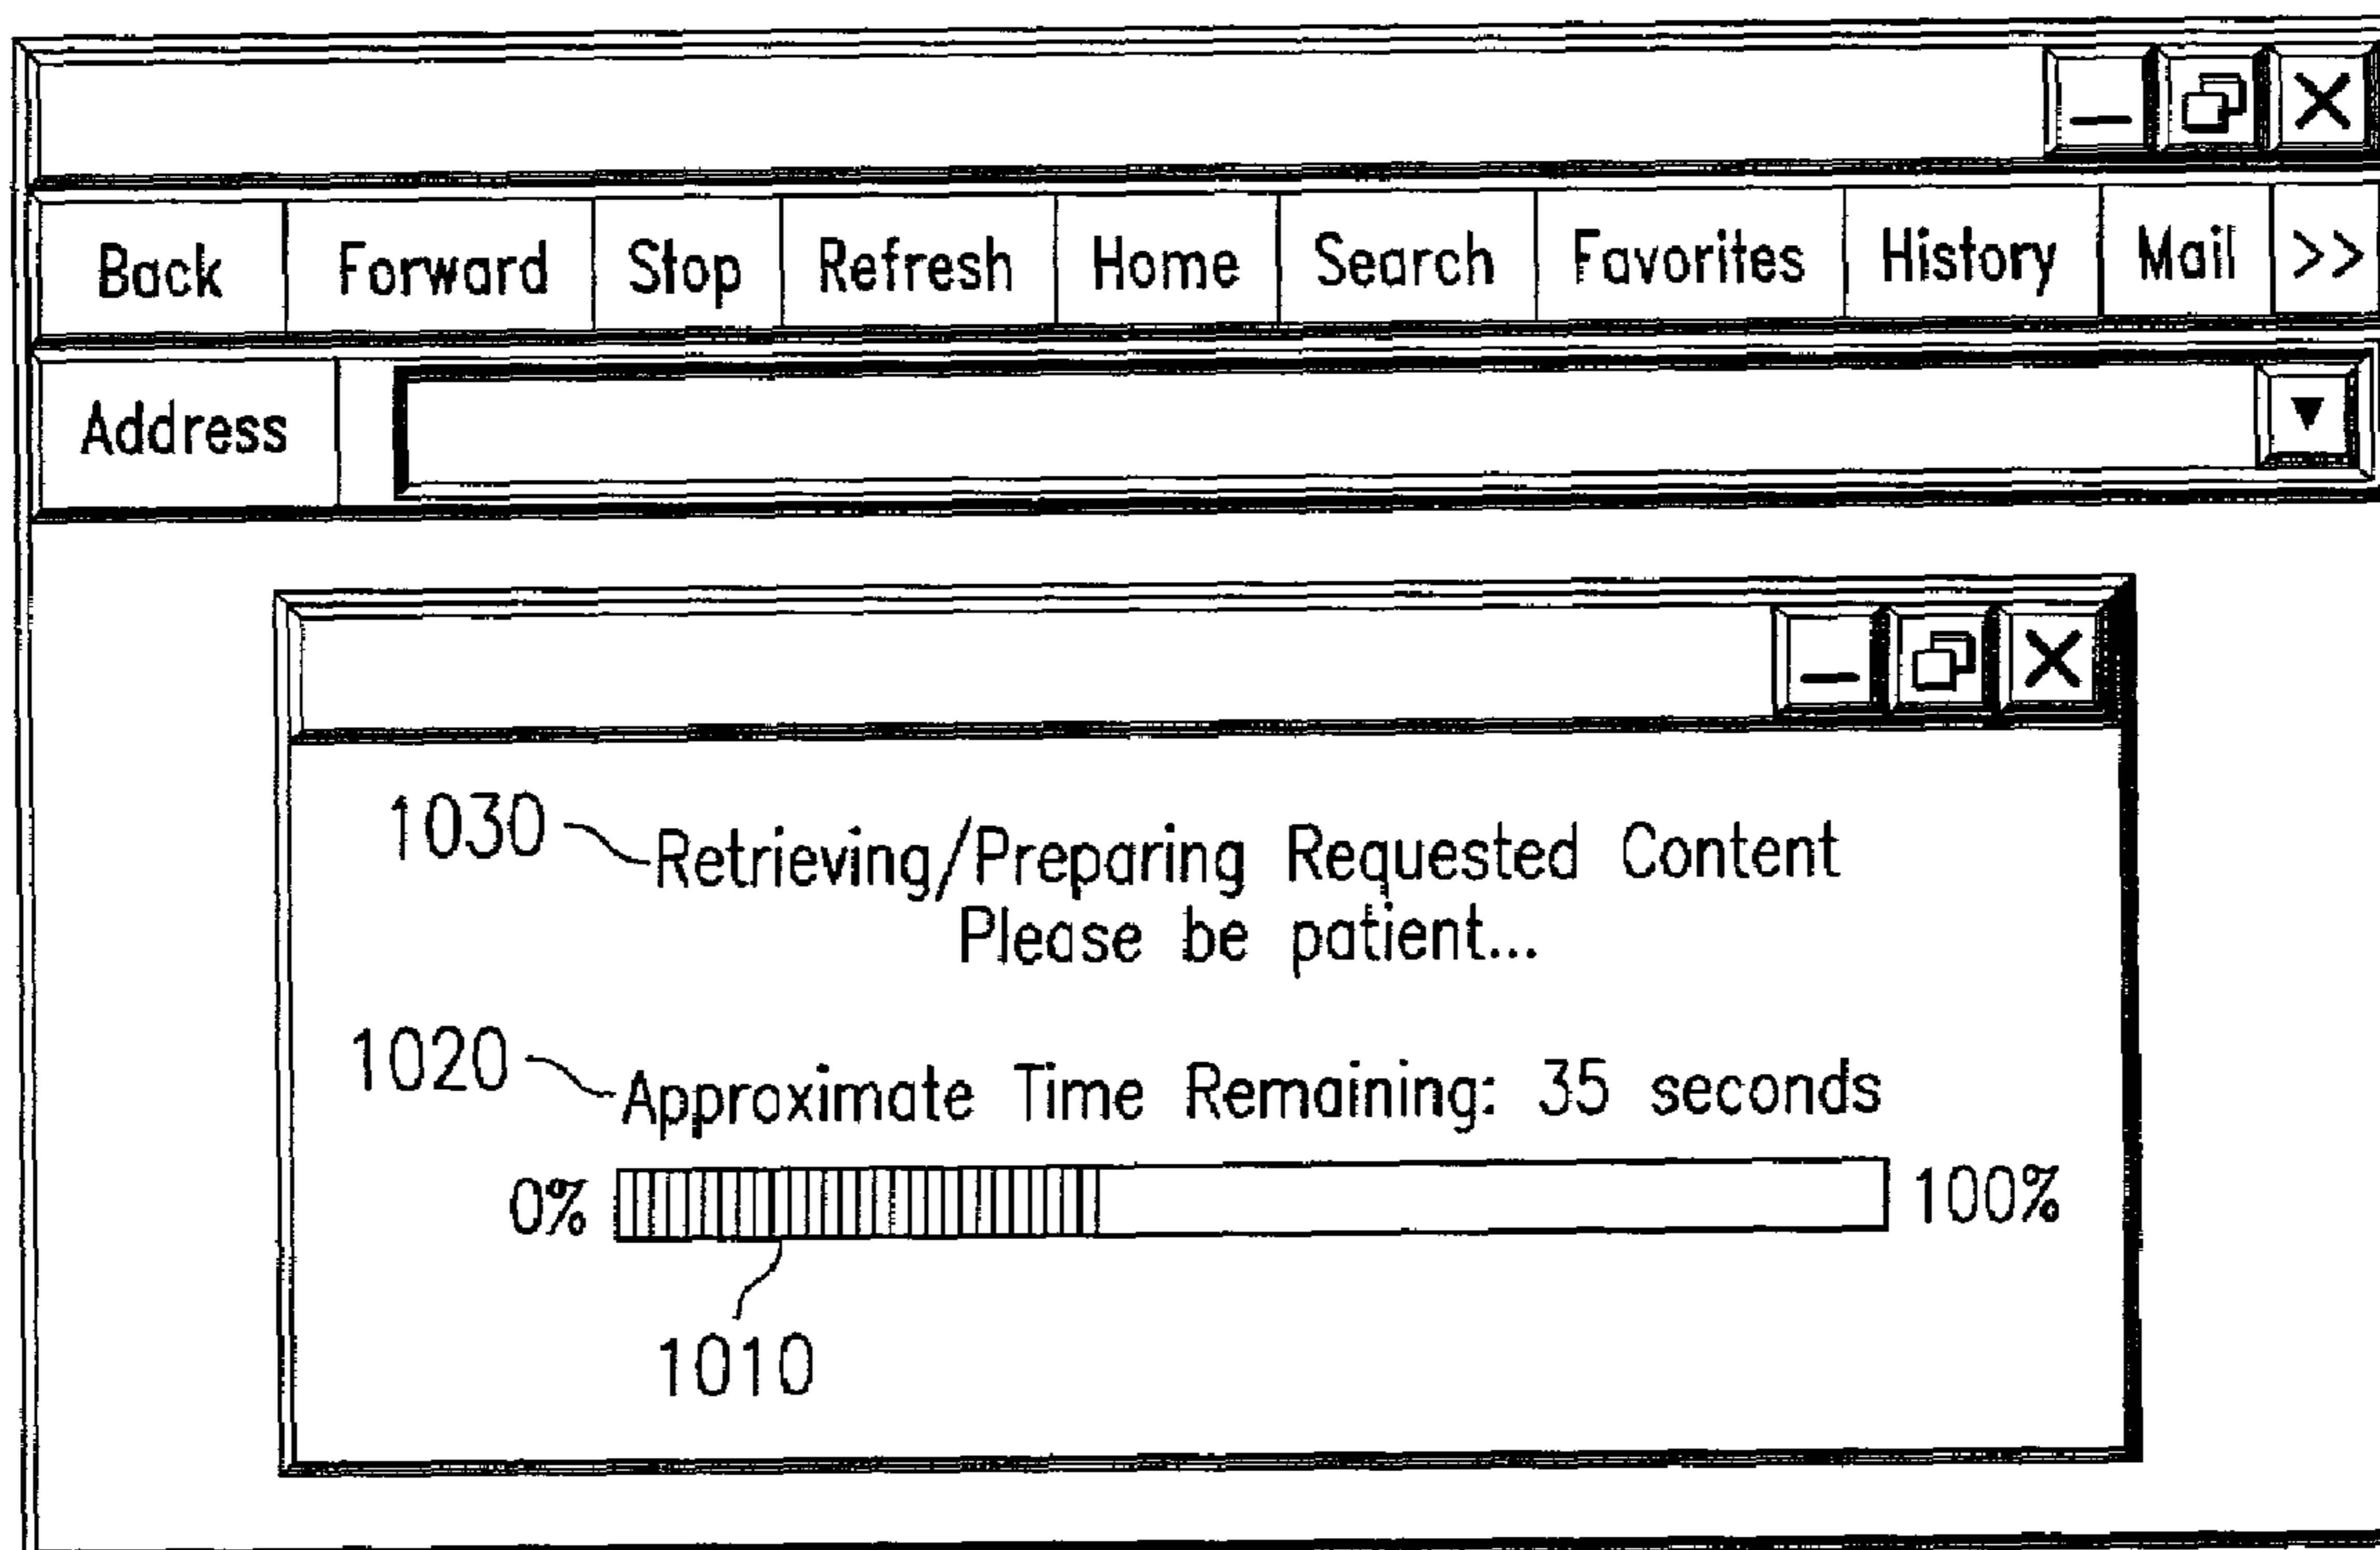 Back Forward Stop Refresh Home Search Favorites History Mail >>
Address
1030 Retrieving/Preparing Requested Content
Please be patient...
1020 Approximate Time Remaining: 35 seconds
0% 100%
1010